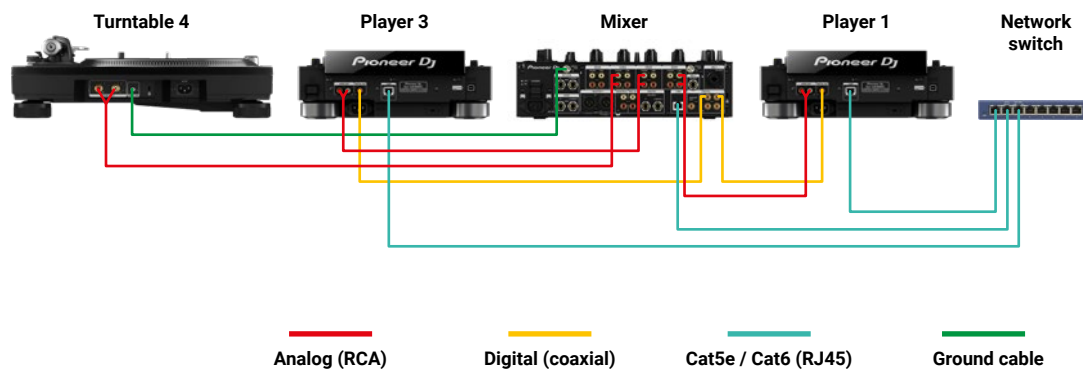 Turntable 4
Player 3
Mixer
Player 1
Network
switch
Pioneer Dj
Pioneer Dj
Analog (RCA)
Digital (coaxial)
Cat5e / Cat6 (RJ45)
Ground cable